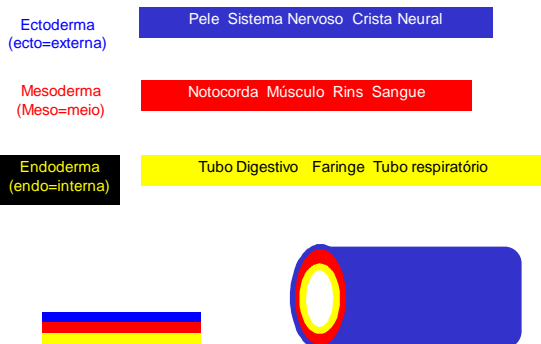 Ectoderma
(ecto=externa)
Pele Sistema Nervoso Crista Neural
Mesoderma
(Meso=meio)
Notocorda Músculo Rins Sangue
Endoderma
(endo=interna)
Tubo Digestivo Faringe Tubo respiratório